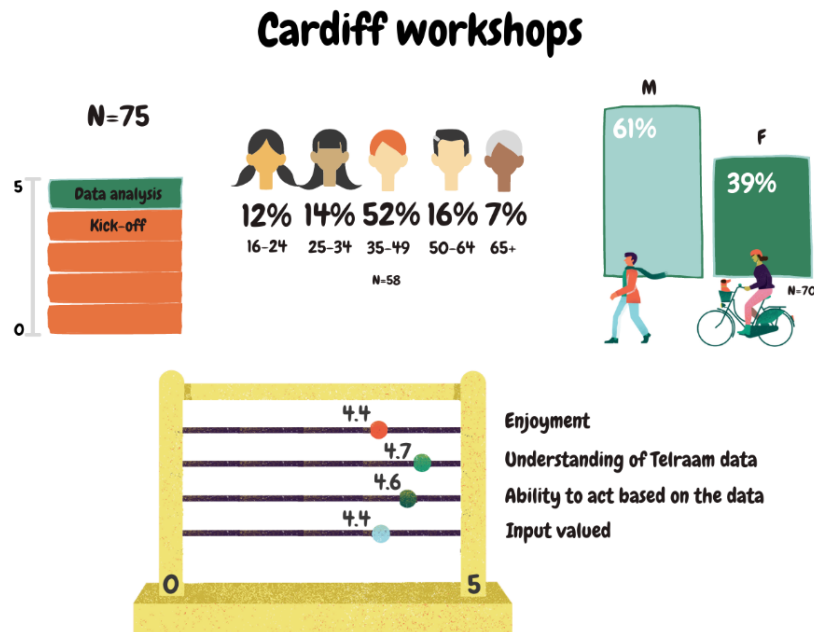 Cardiff workshops
N=75
5
Data analysis
Kick-off
0
12% 14% 52% 16% 7%
16-24 25-34 35-49 50-64 65+
N=58
M
61%
F
39%
N=70
4.4
Enjoyment
4.7
Understanding of Telraam data
4.6
Ability to act based on the data
4.4
Input valued
0 5